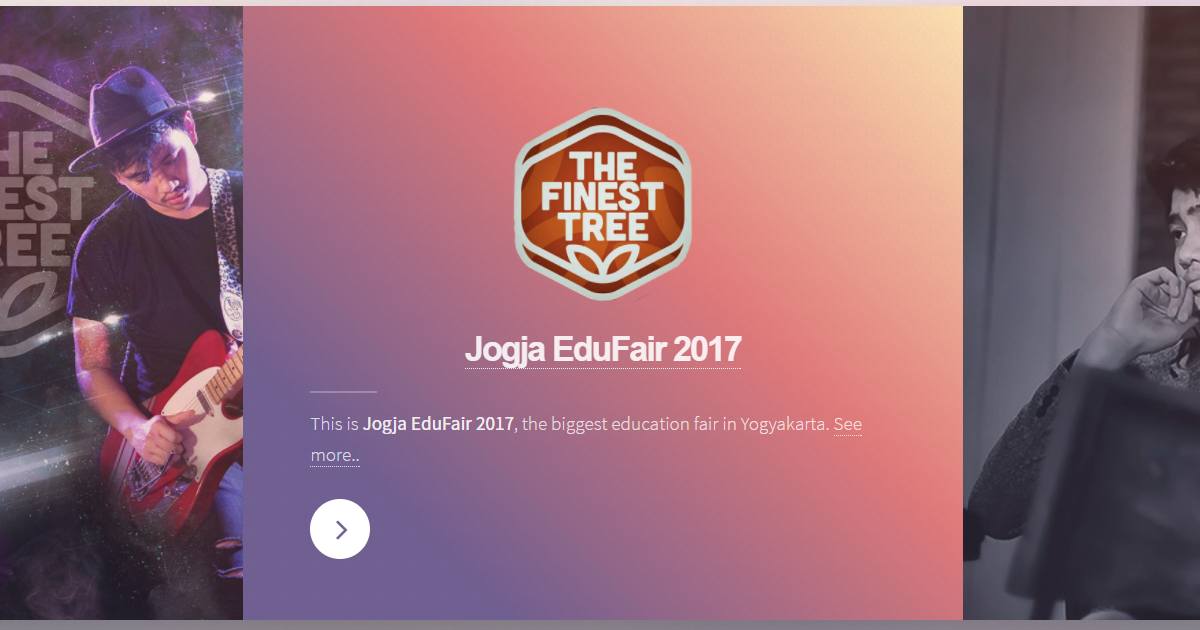 THE
FINEST
TREE
HE
EST
REE
Jogja EduFair 2017
This is Jogja EduFair 2017, the biggest education fair in Yogyakarta. See
more..